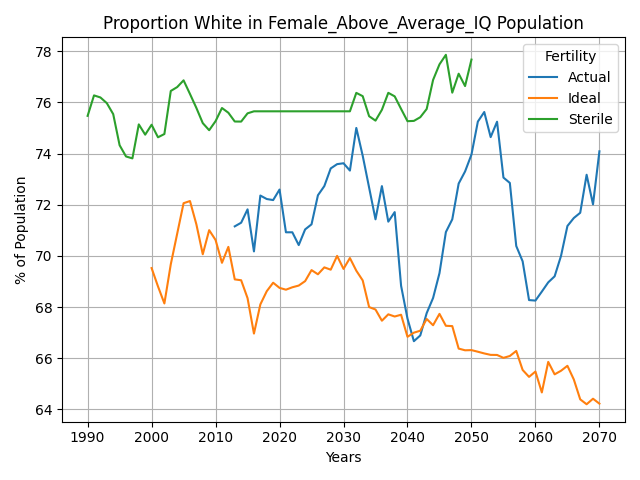 Proportion White in Female_Above_Average_IQ Population
% of Population
78
76
74
72
70
68
66
64
Fertility
Actual
Ideal
Sterile
1990 2000 2010 2020 2030 2040 2050 2060 2070
Years